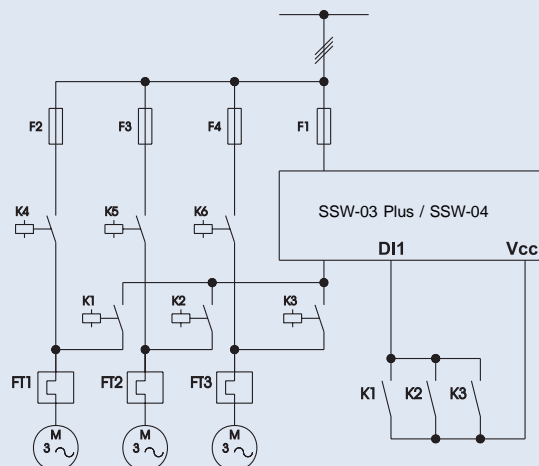 F2
F3
F4
F1
K4
K5
K6
SSW-03 Plus / SSW-04
DI1
Vcc
K1
K2
K3
FT1
FT2
FT3
K1
K2
K3
M
3
M
3
M
3